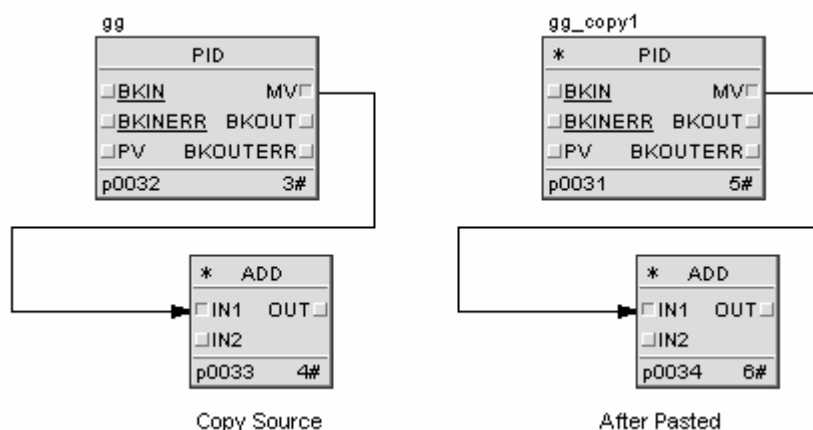 gg
PID
BKIN MV
BKINERR BKOUT
PV BKOUTERR
p0032 3#
* ADD
IN1 OUT
IN2
p0033 4#
Copy Source
gg_copy1
* PID
BKIN MV
BKINERR BKOUT
PV BKOUTERR
p0031 5#
* ADD
IN1 OUT
IN2
p0034 6#
After Pasted